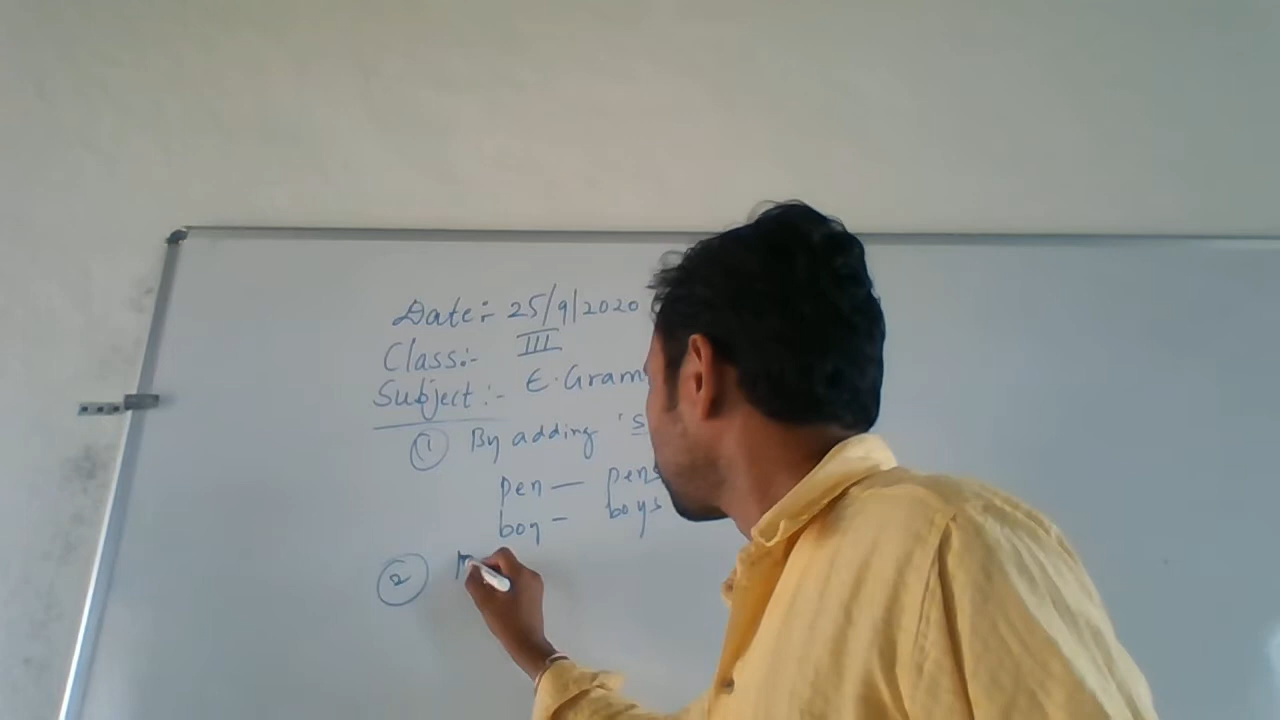 Date:- 25/9/2020
Class:- III
Subject:- E. Gram
① By adding 's
pen — pens
boy — boys
②